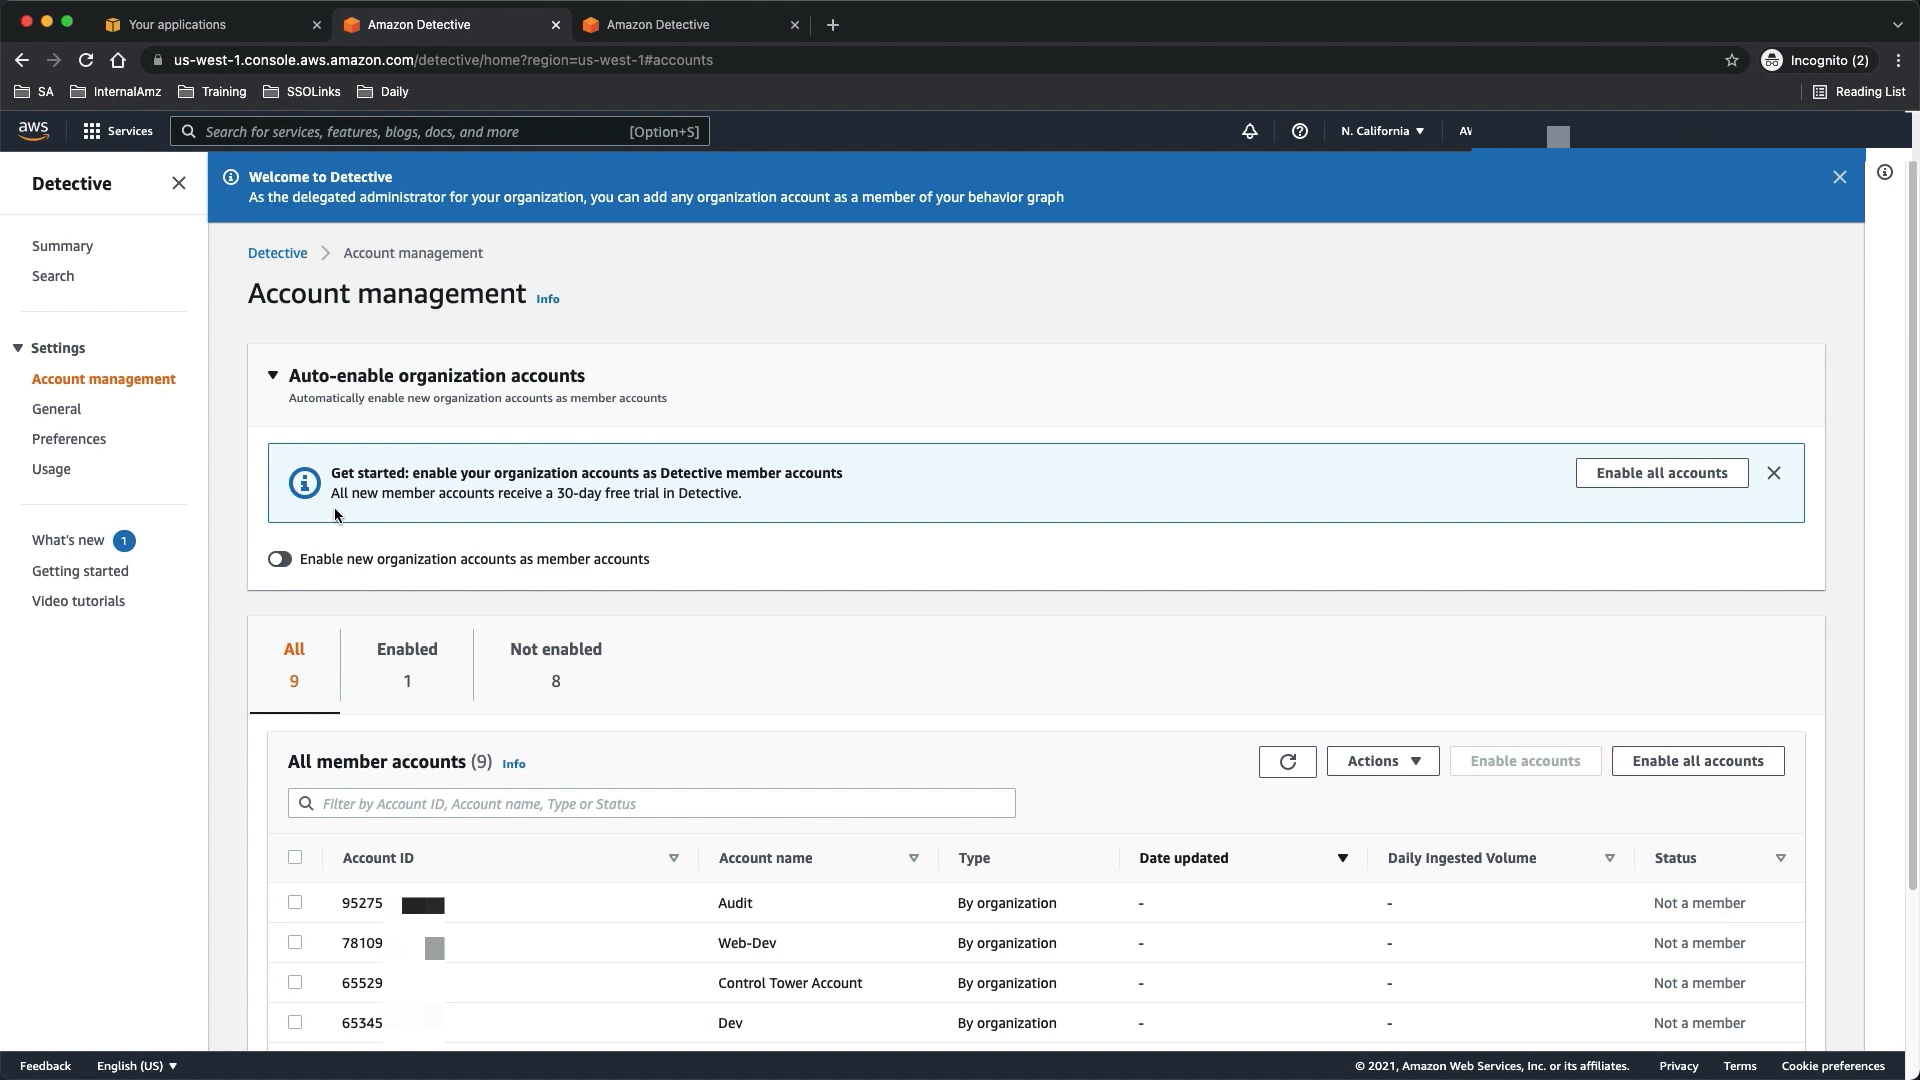 Your applications
Amazon Detective
Amazon Detective
us-west-1.console.aws.amazon.com/detective/home?region=us-west-1#accounts
Incognito (2)
SA
InternalAmz
Training
SSOLinks
Daily
Reading List
aws
Services
Search for services, features, blogs, docs, and more
[Option+S]
N. California
Detective
Welcome to Detective
As the delegated administrator for your organization, you can add any organization account as a member of your behavior graph
Summary
Search
Settings
Account management
General
Preferences
Usage
What's new 1
Getting started
Video tutorials
Detective > Account management
Account management Info
Auto-enable organization accounts
Automatically enable new organization accounts as member accounts
Get started: enable your organization accounts as Detective member accounts
All new member accounts receive a 30-day free trial in Detective.
Enable all accounts
Enable new organization accounts as member accounts
All Enabled Not enabled
9 1 8
All member accounts (9) Info
Actions
Enable accounts
Enable all accounts
Filter by Account ID, Account name, Type or Status
Account ID Account name Type Date updated Daily Ingested Volume Status
95275 Audit By organization - - Not a member
78109 Web-Dev By organization - - Not a member
65529 Control Tower Account By organization - - Not a member
65345 Dev By organization - - Not a member
Feedback English (US) © 2021, Amazon Web Services, Inc. or its affiliates. Privacy Terms Cookie preferences